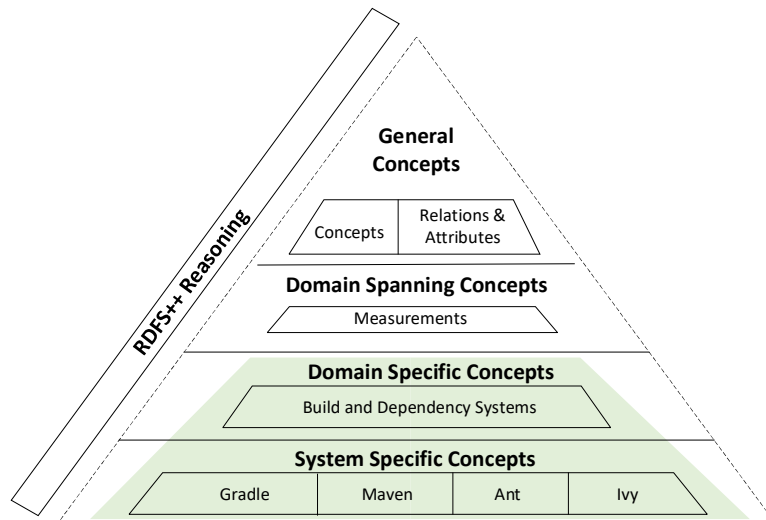 General
Concepts
Concepts
Relations &
Attributes
RDFS++ Reasoning
Domain Spanning Concepts
Measurements
Domain Specific Concepts
Build and Dependency Systems
System Specific Concepts
Gradle
Maven
Ant
Ivy